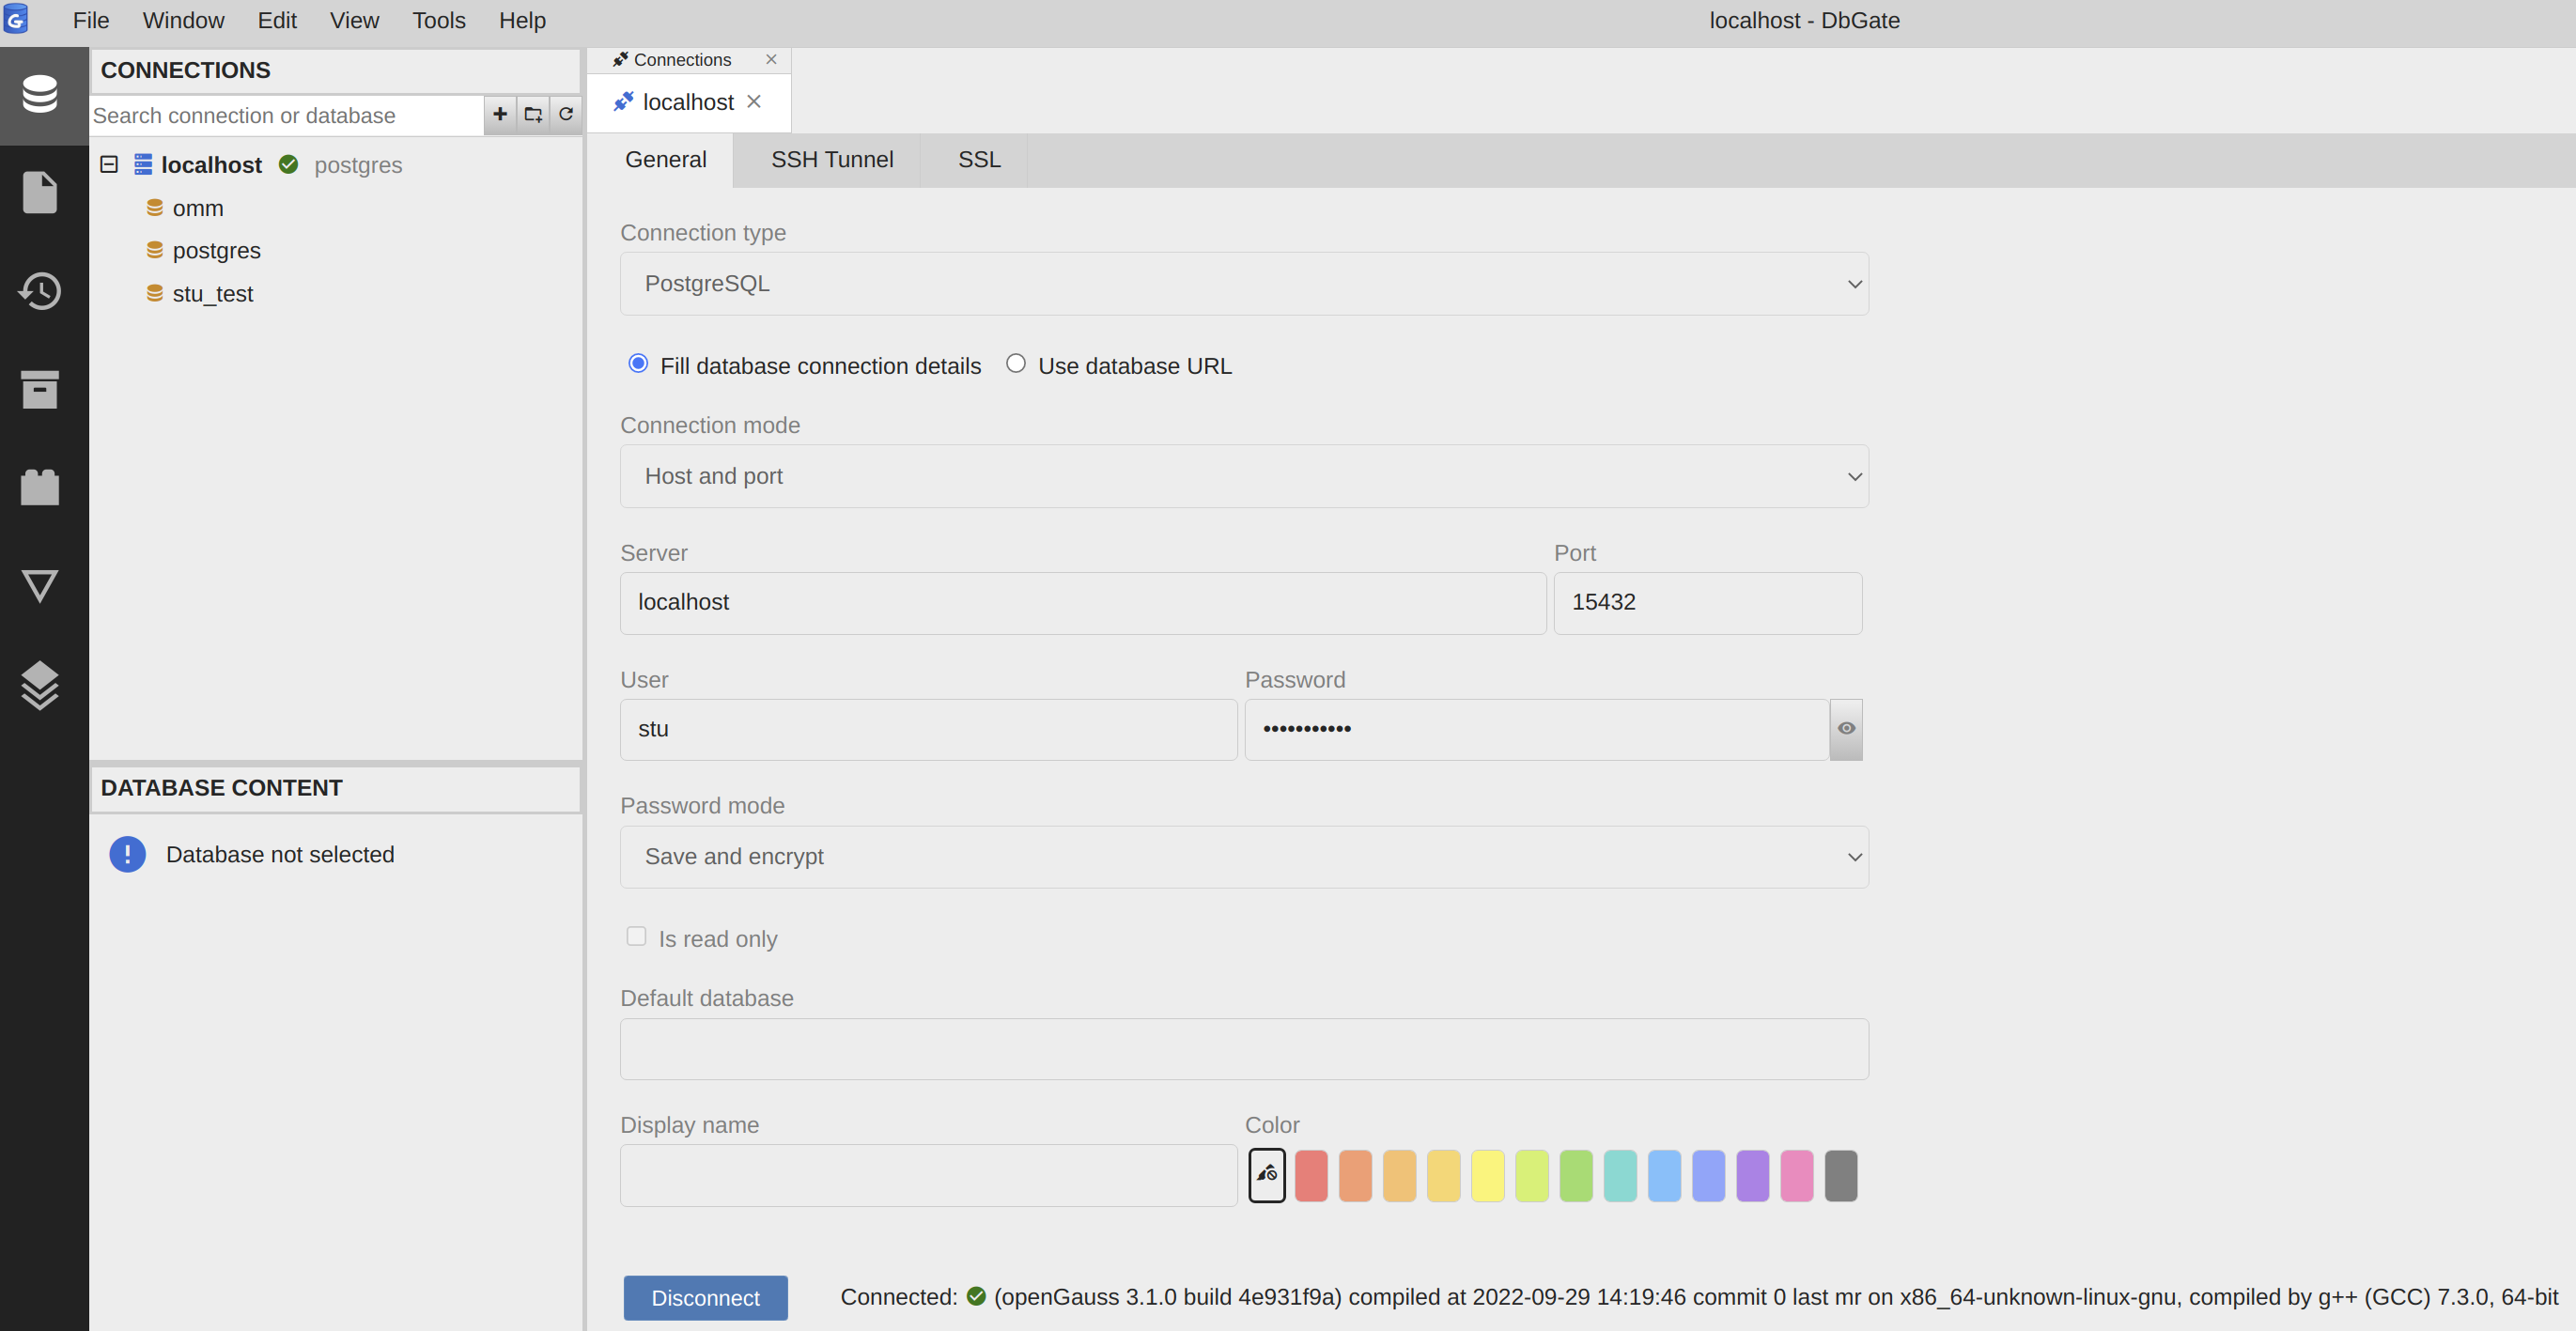 File Window Edit View Tools Help
localhost - DbGate
CONNECTIONS
Search connection or database
localhost postgres
omm
postgres
stu_test
DATABASE CONTENT
Database not selected
Connections
localhost
General SSH Tunnel SSL
Connection type
PostgreSQL
Fill database connection details Use database URL
Connection mode
Host and port
Server Port
localhost 15432
User Password
stu •••••••••••
Password mode
Save and encrypt
Is read only
Default database
Display name Color
Disconnect Connected: (openGauss 3.1.0 build 4e931f9a) compiled at 2022-09-29 14:19:46 commit 0 last mr on x86_64-unknown-linux-gnu, compiled by g++ (GCC) 7.3.0, 64-bit